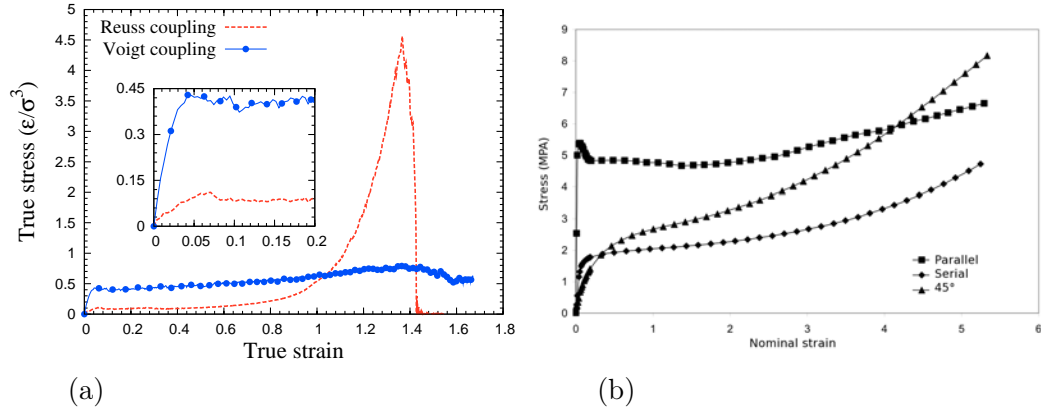 Reuss coupling
Voigt coupling
True stress (ε/σ³)
5
4.5
4
3.5
3
2.5
2
1.5
1
0.5
0
0.45
0.3
0.15
0
0 0.05 0.1 0.15 0.2
0 0.2 0.4 0.6 0.8 1 1.2 1.4 1.6 1.8
True strain
(a)
Stress (MPA)
9
8
7
6
5
4
3
2
1
0
Parallel
Serial
45°
0 1 2 3 4 5 6
Nominal strain
(b)